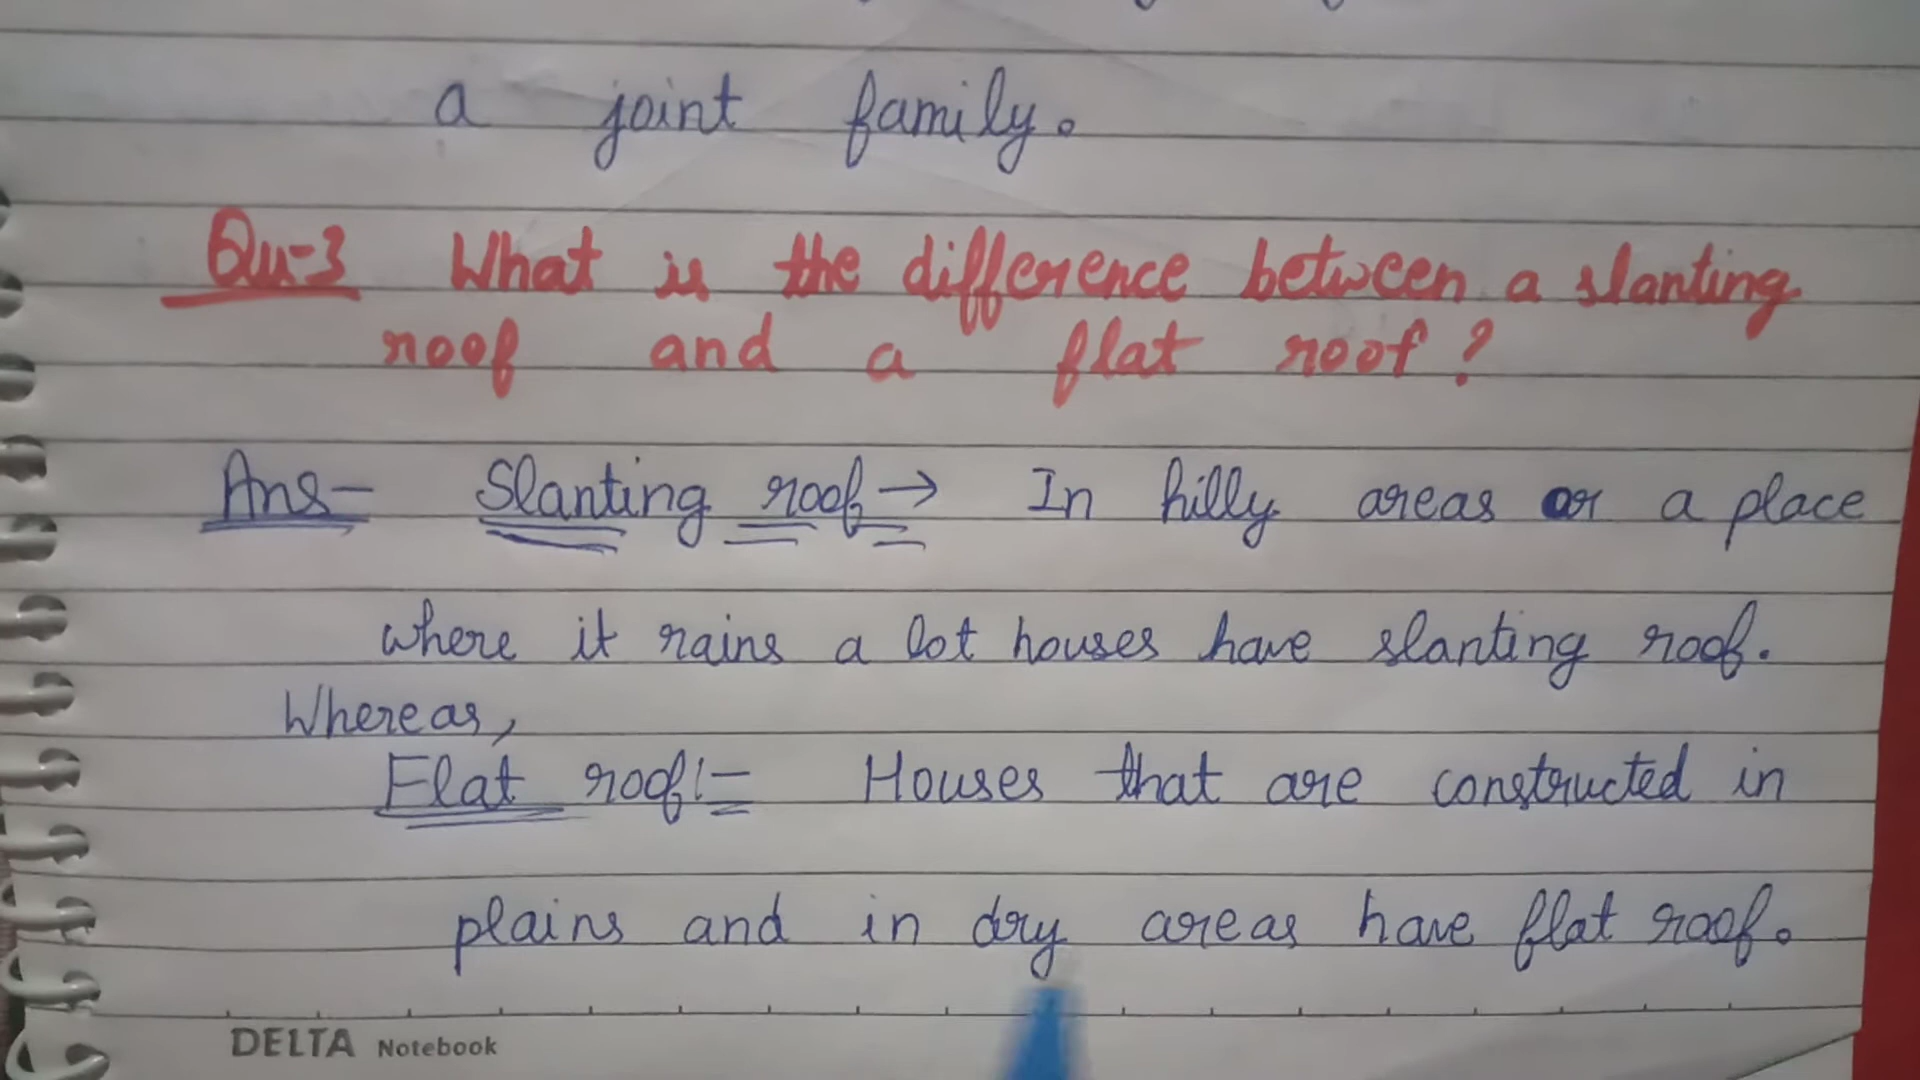 a joint family.
Qu-3 What is the difference between a slanting
roof and a flat roof?
Ans- Slanting roof → In hilly areas or a place
where it rains a lot houses have slanting roof.
Whereas,
Flat roof:- Houses that are constructed in
plains and in dry areas have flat roof.
DELTA Notebook